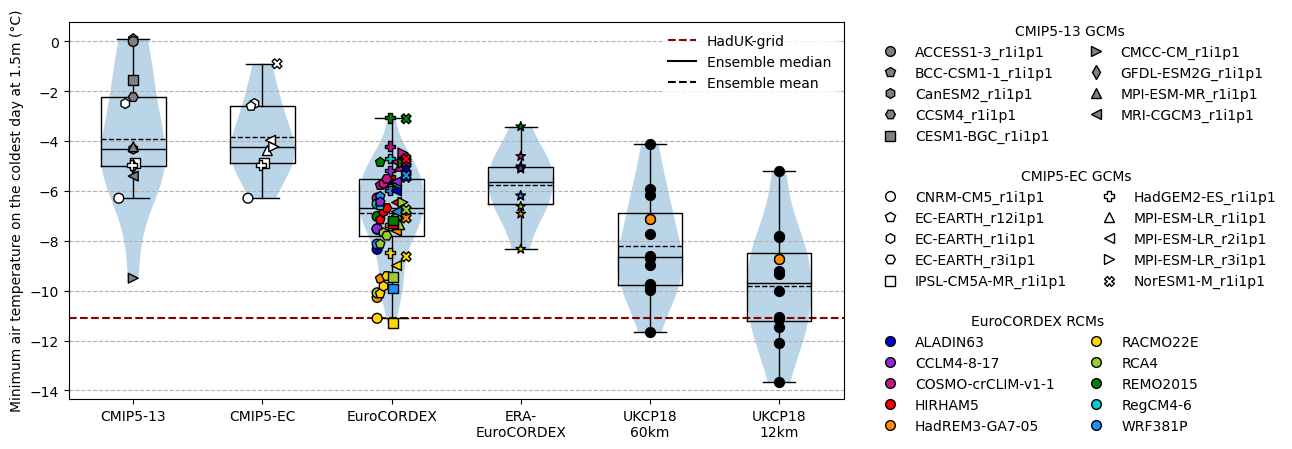 Minimum air temperature on the coldest day at 1.5m (°C)
0
−2
−4
−6
−8
−10
−12
−14
HadUK-grid
Ensemble median
Ensemble mean
CMIP5-13
CMIP5-EC
EuroCORDEX
ERA-
EuroCORDEX
UKCP18
60km
UKCP18
12km
CMIP5-13 GCMs
ACCESS1-3_r1i1p1
BCC-CSM1-1_r1i1p1
CanESM2_r1i1p1
CCSM4_r1i1p1
CESM1-BGC_r1i1p1
CMCC-CM_r1i1p1
GFDL-ESM2G_r1i1p1
MPI-ESM-MR_r1i1p1
MRI-CGCM3_r1i1p1
CMIP5-EC GCMs
CNRM-CM5_r1i1p1
EC-EARTH_r12i1p1
EC-EARTH_r1i1p1
EC-EARTH_r3i1p1
IPSL-CM5A-MR_r1i1p1
HadGEM2-ES_r1i1p1
MPI-ESM-LR_r1i1p1
MPI-ESM-LR_r2i1p1
MPI-ESM-LR_r3i1p1
NorESM1-M_r1i1p1
EuroCORDEX RCMs
ALADIN63
CCLM4-8-17
COSMO-crCLIM-v1-1
HIRHAM5
HadREM3-GA7-05
RACMO22E
RCA4
REMO2015
RegCM4-6
WRF381P